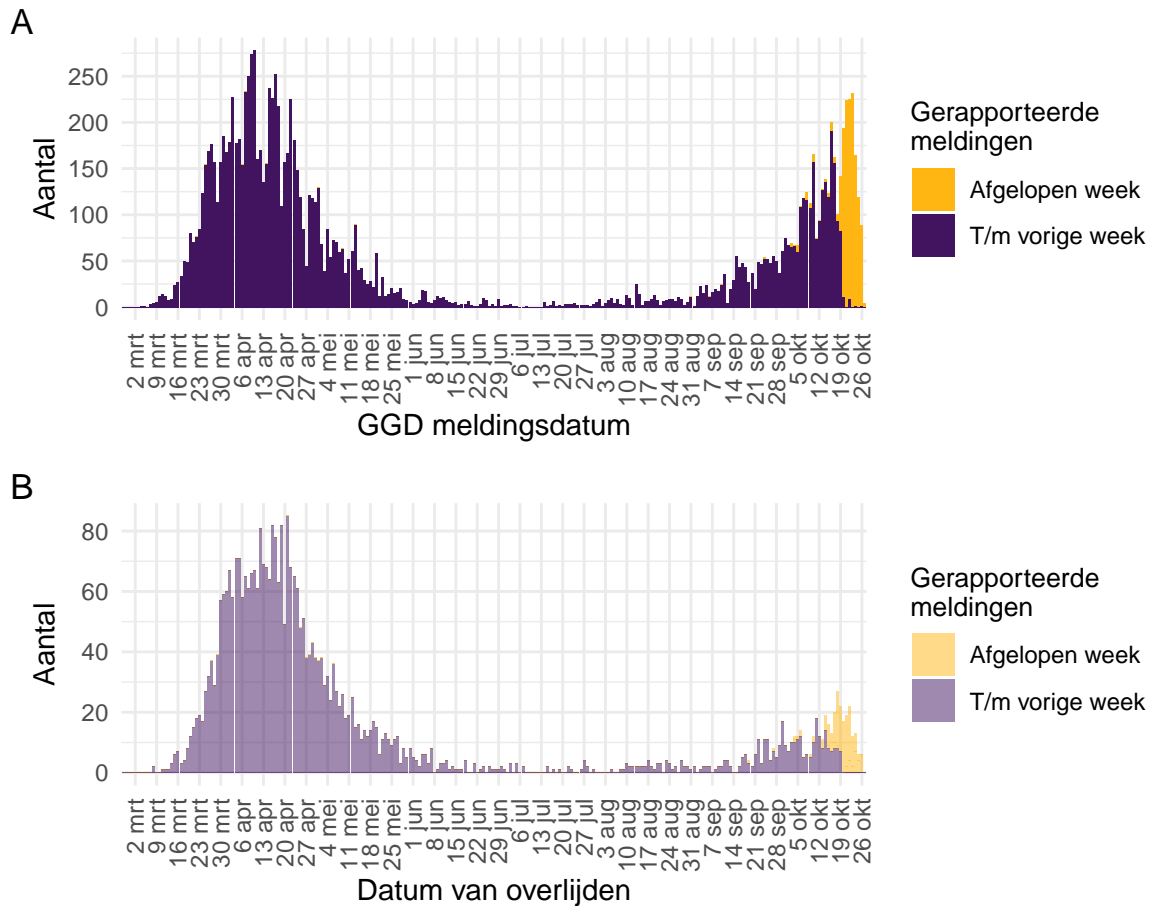 A
Aantal
250
200
150
100
50
0
2 mrt
9 mrt
16 mrt
23 mrt
30 mrt
6 apr
13 apr
20 apr
27 apr
4 mei
11 mei
18 mei
25 mei
1 jun
8 jun
15 jun
22 jun
29 jun
6 jul
13 jul
20 jul
27 jul
3 aug
10 aug
17 aug
24 aug
31 aug
7 sep
14 sep
21 sep
28 sep
5 okt
12 okt
19 okt
26 okt
GGD meldingsdatum
Gerapporteerde
meldingen
Afgelopen week
T/m vorige week
B
Aantal
80
60
40
20
0
2 mrt
9 mrt
16 mrt
23 mrt
30 mrt
6 apr
13 apr
20 apr
27 apr
4 mei
11 mei
18 mei
25 mei
1 jun
8 jun
15 jun
22 jun
29 jun
6 jul
13 jul
20 jul
27 jul
3 aug
10 aug
17 aug
24 aug
31 aug
7 sep
14 sep
21 sep
28 sep
5 okt
12 okt
19 okt
26 okt
Datum van overlijden
Gerapporteerde
meldingen
Afgelopen week
T/m vorige week